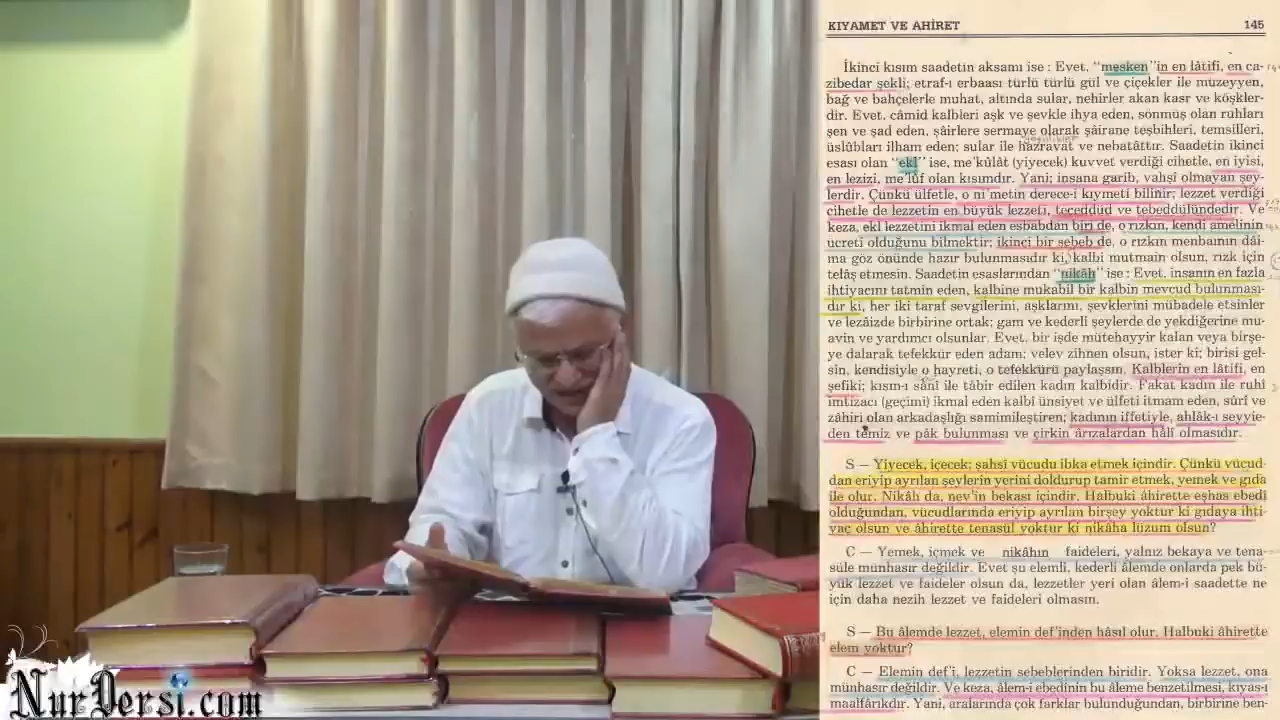 KIYAMET VE AHİRET 145
İkinci kısım saadetin aksamı ise : Evet, "mesken"in en lâtifi, en ca-
zibedar şekli; etraf-ı erbaası türlü türlü gül ve çiçekler ile müzeyyen,
bağ ve bahçelerle muhat, altında sular, nehirler akan kasr ve köşkler-
dir. Evet, câmid kalbleri aşk ve şevkle ihya eden, sönmüş olan ruhları
şen ve şad eden, şâirlere sermaye olarak şâirane teşbihleri, temsilleri,
üslûbları ilham eden; sular ile hazravat ve nebatâttır. Saadetin ikinci
esası olan "ekl" ise, me'kûlât (yiyecek) kuvvet verdiği cihetle, en iyisi,
en lezizi, me'lûf olan kısımdır. Yani; insana garib, vahşî olmayan şey-
lerdir. Çünkü ülfetle, o ni'metin derece-i kıymeti bilinir; lezzet verdiği
cihetle de lezzetin en büyük lezzeti, teceddüd ve tebeddülündedir. Ve
keza, ekl lezzetini ikmal eden esbabdan biri de, o rızkın, kendi amelinin
ücreti olduğunu bilmektir; ikinci bir sebeb de, o rızkın menbaının dâi-
ma göz önünde hazır bulunmasıdır ki, kalbi mutmain olsun, rızk için
telâş etmesin. Saadetin esaslarından "nikâh" ise : Evet, insanın en fazla
ihtiyacını tatmin eden, kalbine mukabil bir kalbin mevcud bulunması-
dır ki, her iki taraf sevgilerini, aşklarını, şevklerini mübadele etsinler
ve lezâizde birbirine ortak; gam ve kederli şeylerde de yekdiğerine mu-
avin ve yardımcı olsunlar. Evet, bir işde mütehayyir kalan veya birşe-
ye dalarak tefekkür eden adam; velev zihnen olsun, ister ki; birisi gel-
sin, kendisiyle o hayreti, o tefekkürü paylaşsın. Kalblerin en lâtifi, en
şefiki; kısm-ı sânî ile tâbir edilen kadın kalbidir. Fakat kadın ile ruhî
imtizacı (geçimi) ikmal eden kalbî ünsiyet ve ülfeti itmam eden, sûrî ve
zâhirî olan arkadaşlığı samimîleştiren; kadının iffetiyle, ahlâk-ı seyyie-
den temiz ve pâk bulunması ve çirkin ârızalardan hâlî olmasıdır.
S — Yiyecek, içecek; şahsî vücudu ibka etmek içindir. Çünkü vücud-
dan eriyip ayrılan şeylerin yerini doldurup tamir etmek, yemek ve gıda
ile olur. Nikâh da, nev'in bekası içindir. Halbuki âhirette eşhas ebedî
olduğundan, vücudlarında eriyip ayrılan birşey yoktur ki gıdaya ihti-
yaç olsun ve âhirette tenasül yoktur ki nikâha lüzum olsun?
C — Yemek, içmek ve nikâhın faideleri, yalnız bekaya ve tena-
süle münhasır değildir. Evet şu elemli, kederli âlemde onlarda pek bü-
yük lezzet ve faideler olsun da, lezzetler yeri olan âlem-i saadette ne
için daha nezih lezzet ve faideleri olmasın.
S — Bu âlemde lezzet, elemin def'inden hâsıl olur. Halbuki âhirette
elem yoktur?
C — Elemin def'i, lezzetin sebeblerinden biridir. Yoksa lezzet, ona
münhasır değildir. Ve keza, âlem-i ebedînin bu âleme benzetilmesi, kıyas-ı
maalfârıkdır. Yani, aralarında çok farklar bulunduğundan, birbirine ben-
NurDersi.com